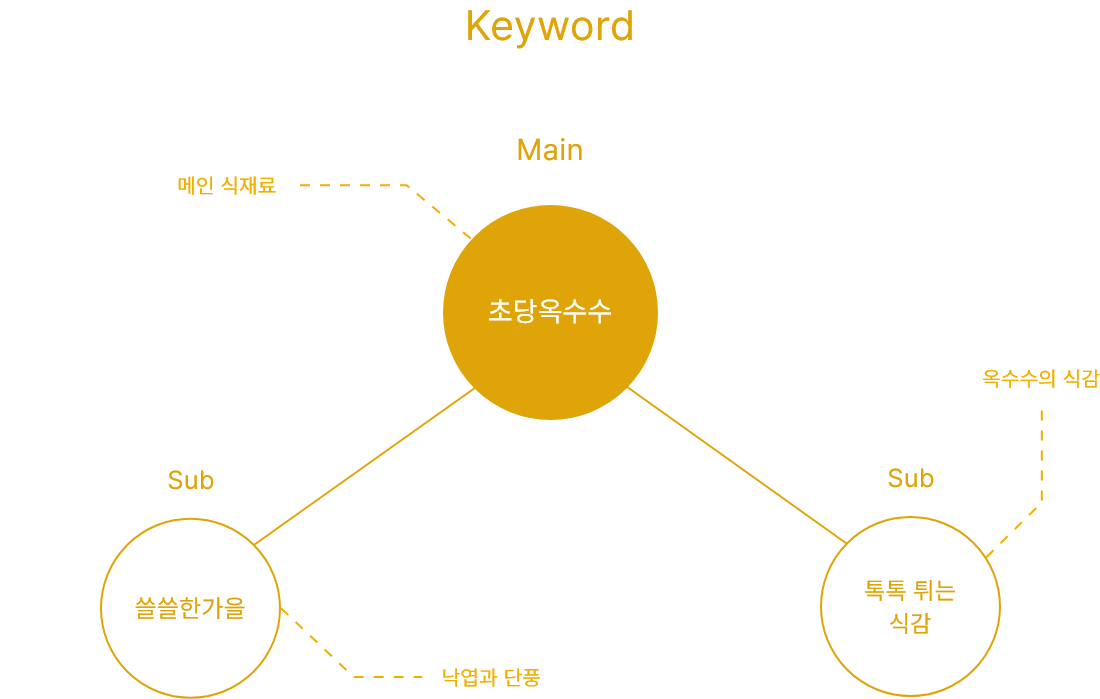 Keyword
Main
메인 식재료
초당옥수수
옥수수의 식감
Sub
Sub
쓸쓸한가을
톡톡 튀는
식감
낙엽과 단풍